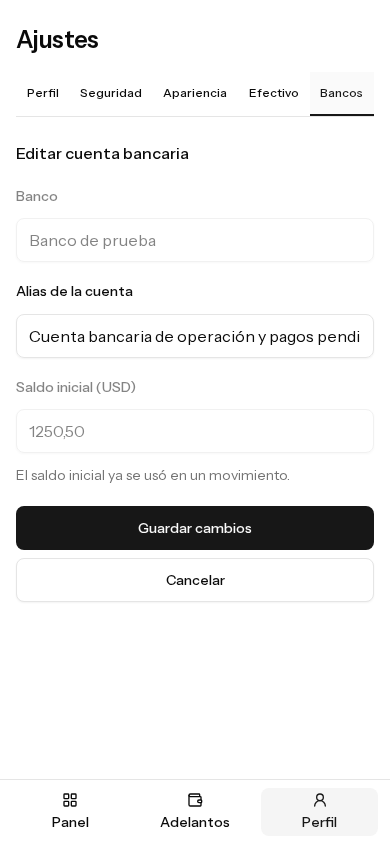 Ajustes
Perfil Seguridad Apariencia Efectivo Bancos
Editar cuenta bancaria
Banco
Banco de prueba
Alias de la cuenta
Cuenta bancaria de operación y pagos pendi
Saldo inicial (USD)
1250,50
El saldo inicial ya se usó en un movimiento.
Guardar cambios
Cancelar
Panel Adelantos Perfil